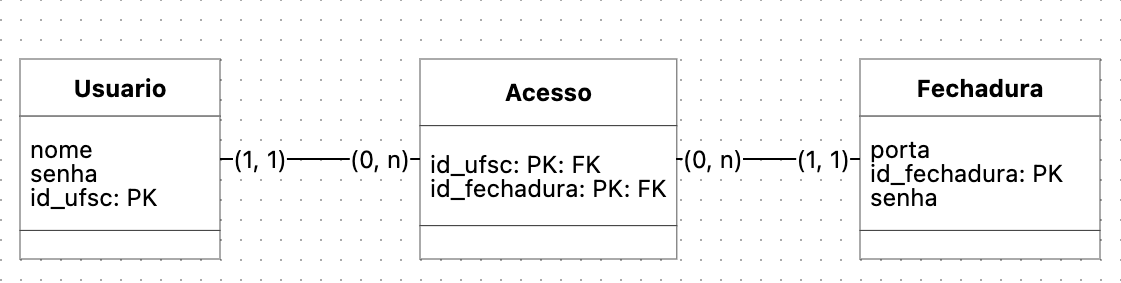 Usuario
nome
senha
id_ufsc: PK
(1, 1)
(0, n)
Acesso
id_ufsc: PK: FK
id_fechadura: PK: FK
(0, n)
(1, 1)
Fechadura
porta
id_fechadura: PK
senha